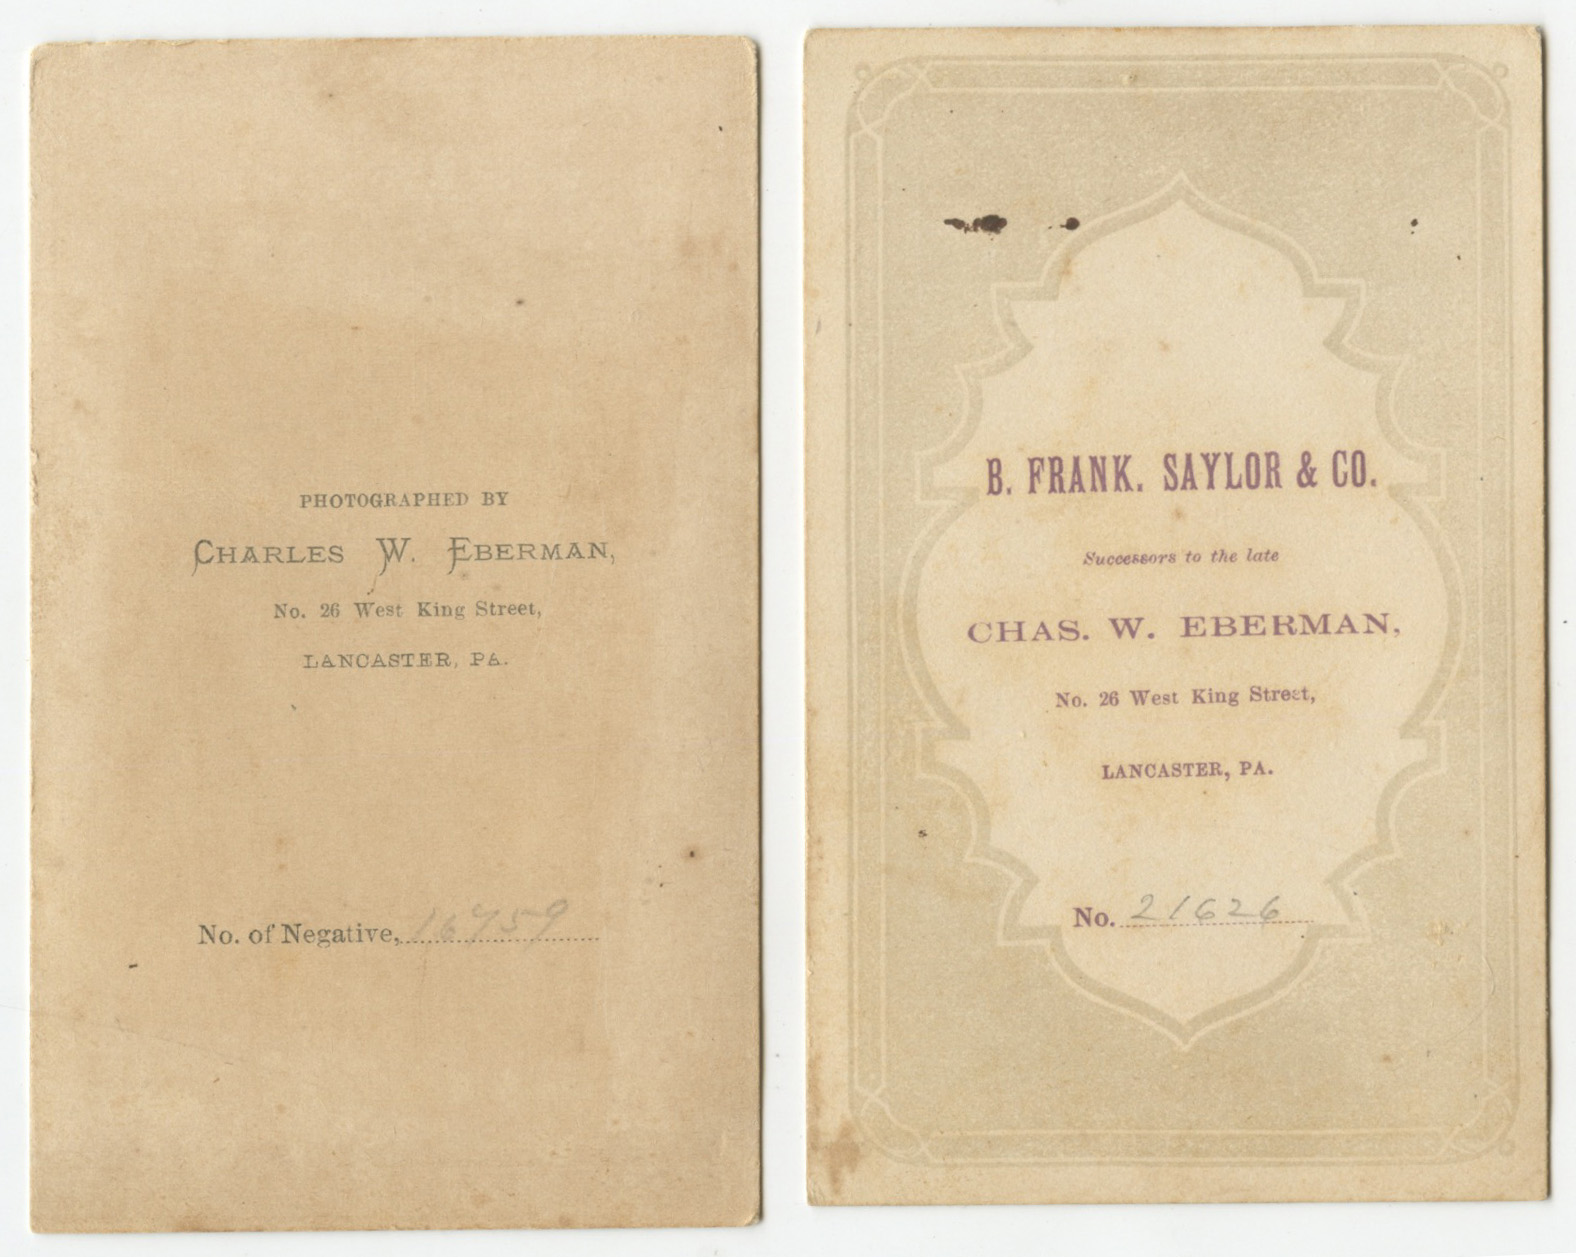 PHOTOGRAPHED BY
CHARLES W. EBERMAN,
No. 26 West King Street,
LANCASTER, PA.
No. of Negative, 16759
B. FRANK. SAYLOR & CO.
Successors to the late
CHAS. W. EBERMAN,
No. 26 West King Street,
LANCASTER, PA.
No. 21626